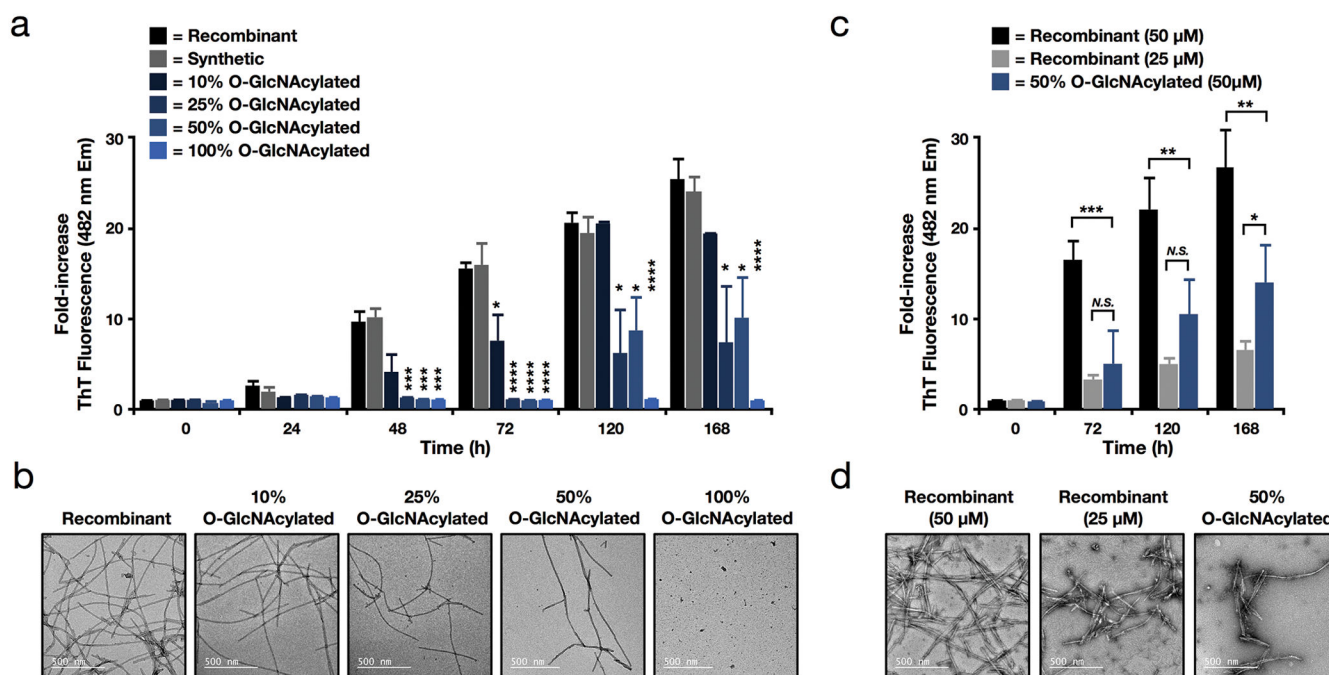 a
= Recombinant
= Synthetic
= 10% O-GlcNAcylated
= 25% O-GlcNAcylated
= 50% O-GlcNAcylated
= 100% O-GlcNAcylated
Fold-increase
ThT Fluorescence (482 nm Em)
30
20
10
0
*** *** ***
* **** **** ****
* * ****
* * ****
0 24 48 72 120 168
Time (h)
c
= Recombinant (50 µM)
= Recombinant (25 µM)
= 50% O-GlcNAcylated (50µM)
Fold-increase
ThT Fluorescence (482 nm Em)
30
20
10
0
***
N.S.
**
N.S.
**
*
0 72 120 168
Time (h)
b
Recombinant
10%
O-GlcNAcylated
25%
O-GlcNAcylated
50%
O-GlcNAcylated
100%
O-GlcNAcylated
500 nm
500 nm
500 nm
500 nm
500 nm
d
Recombinant
(50 µM)
Recombinant
(25 µM)
50%
O-GlcNAcylated
500 nm
500 nm
500 nm